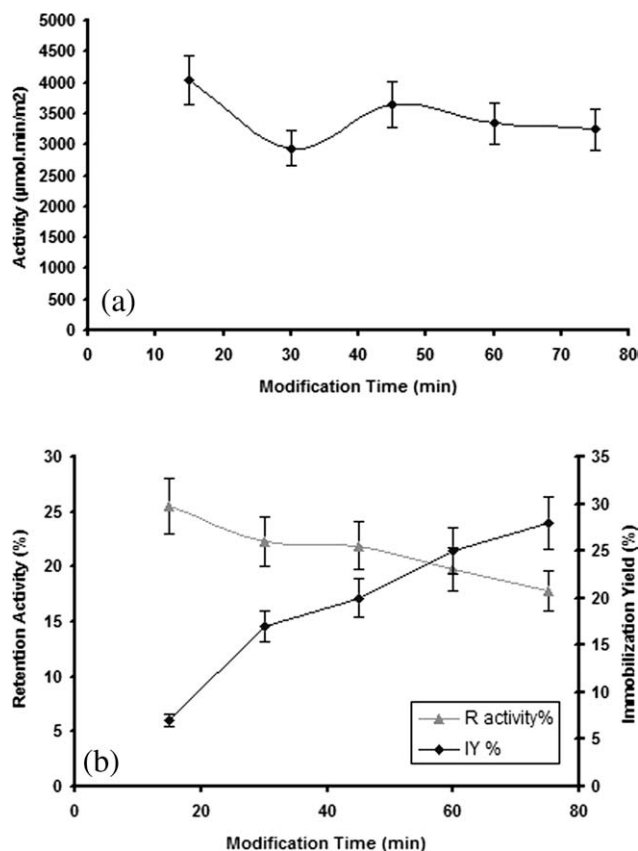 5000
4500
4000
3500
3000
2500
2000
1500
1000
500
0
Activity (µmol.min/m2)
(a)
0 10 20 30 40 50 60 70 80
Modification Time (min)
30
25
20
15
10
5
0
Retention Activity (%)
35
30
25
20
15
10
5
0
Immobilization Yield (%)
R activity%
IY %
(b)
0 20 40 60 80
Modification Time (min)